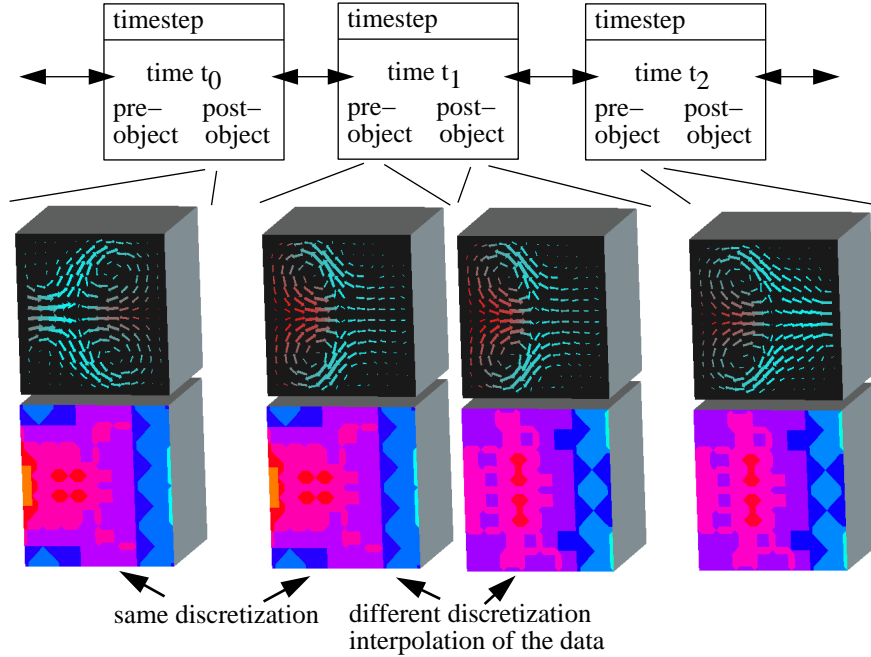 timestep
time t0
pre– post–
object object
timestep
time t1
pre– post–
object object
timestep
time t2
pre– post–
object object
same discretization
different discretization
interpolation of the data